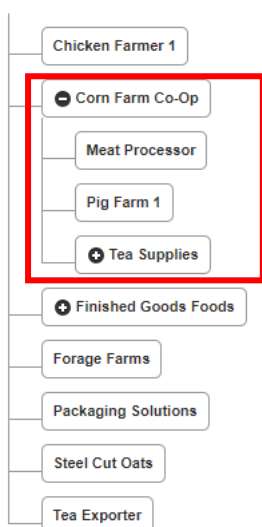 Chicken Farmer 1
Corn Farm Co-Op
Meat Processor
Pig Farm 1
Tea Supplies
Finished Goods Foods
Forage Farms
Packaging Solutions
Steel Cut Oats
Tea Exporter